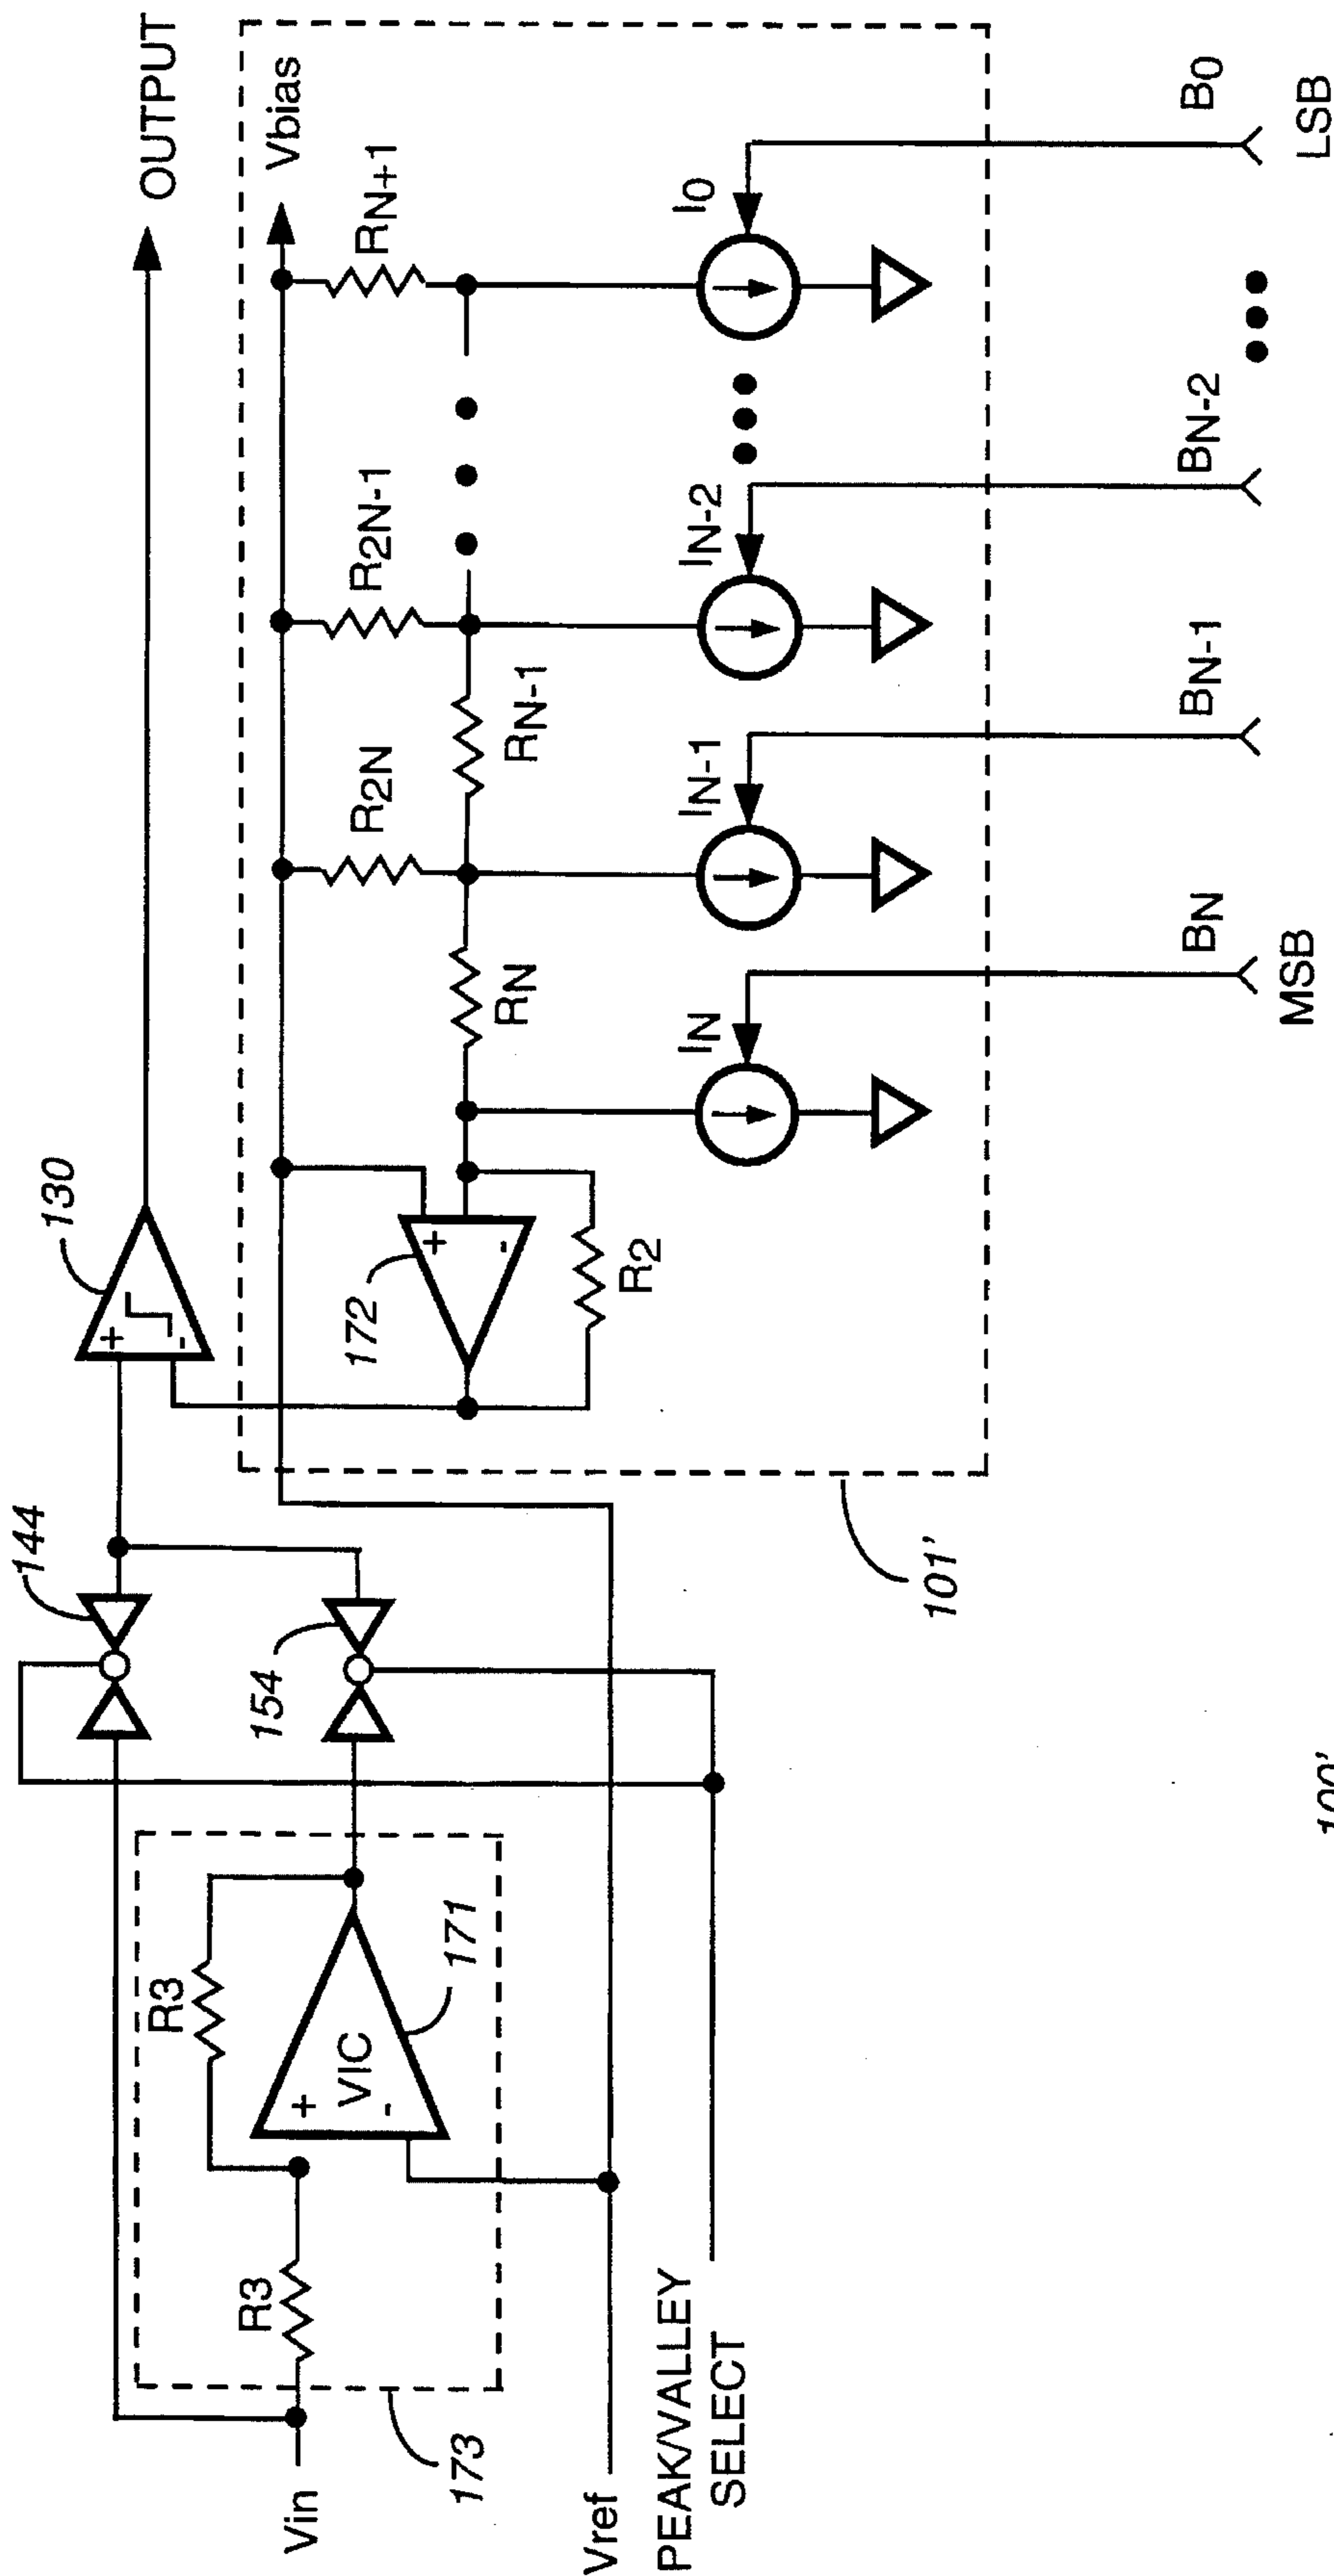 Vin
Vref
PEAK/VALLEY
SELECT
173
R3
R3
+
-
VIC
171
144
154
130
+
-
OUTPUT
Vbias
172
+
-
R2
RN
R2N
RN-1
R2N-1
RN+1
IN
IN-1
IN-2
I0
101'
BN
MSB
BN-1
BN-2
B0
LSB
100'